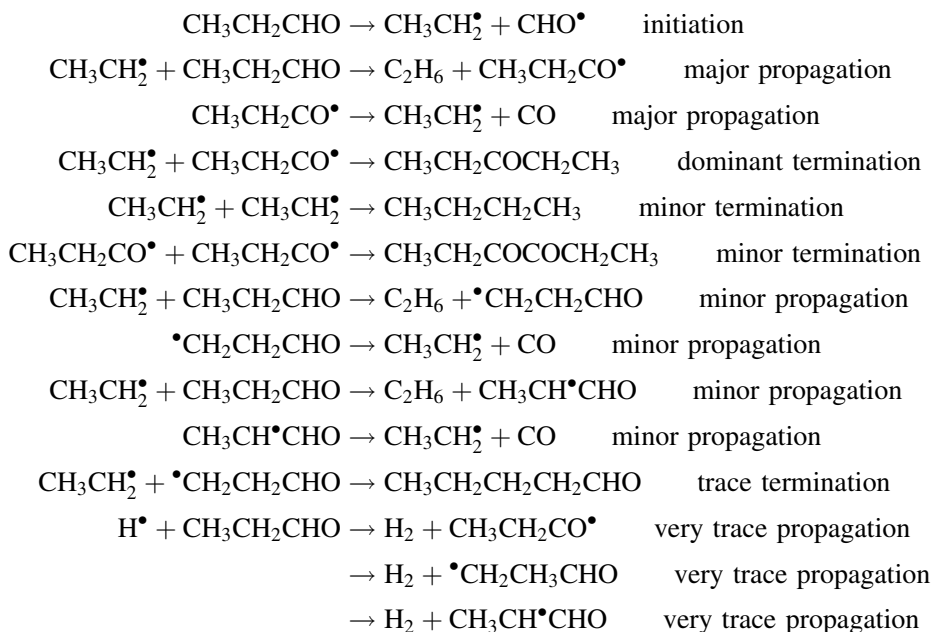 CH3CH2CHO → CH3CH2• + CHO• initiation
CH3CH2• + CH3CH2CHO → C2H6 + CH3CH2CO• major propagation
CH3CH2CO• → CH3CH2• + CO major propagation
CH3CH2• + CH3CH2CO• → CH3CH2COCH2CH3 dominant termination
CH3CH2• + CH3CH2• → CH3CH2CH2CH3 minor termination
CH3CH2CO• + CH3CH2CO• → CH3CH2COCOCH2CH3 minor termination
CH3CH2• + CH3CH2CHO → C2H6 + •CH2CH2CHO minor propagation
•CH2CH2CHO → CH3CH2• + CO minor propagation
CH3CH2• + CH3CH2CHO → C2H6 + CH3CH•CHO minor propagation
CH3CH•CHO → CH3CH2• + CO minor propagation
CH3CH2• + •CH2CH2CHO → CH3CH2CH2CH2CHO trace termination
H• + CH3CH2CHO → H2 + CH3CH2CO• very trace propagation
→ H2 + •CH2CH3CHO very trace propagation
→ H2 + CH3CH•CHO very trace propagation